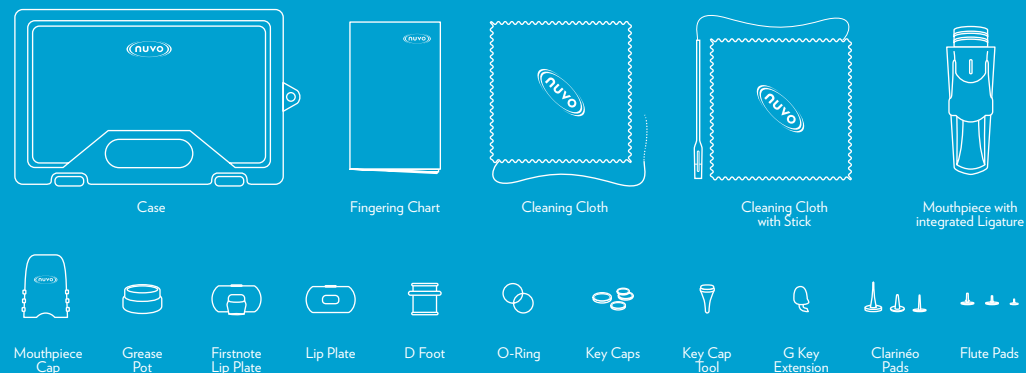 nuvo
nuvo
nuvo
nuvo
Case
Fingering Chart
Cleaning Cloth
Cleaning Cloth
with Stick
Mouthpiece with
integrated Ligature
nuvo
Mouthpiece
Cap
Grease
Pot
Firstnote
Lip Plate
Lip Plate
D Foot
O-Ring
Key Caps
Key Cap
Tool
G Key
Extension
Clarinéo
Pads
Flute Pads